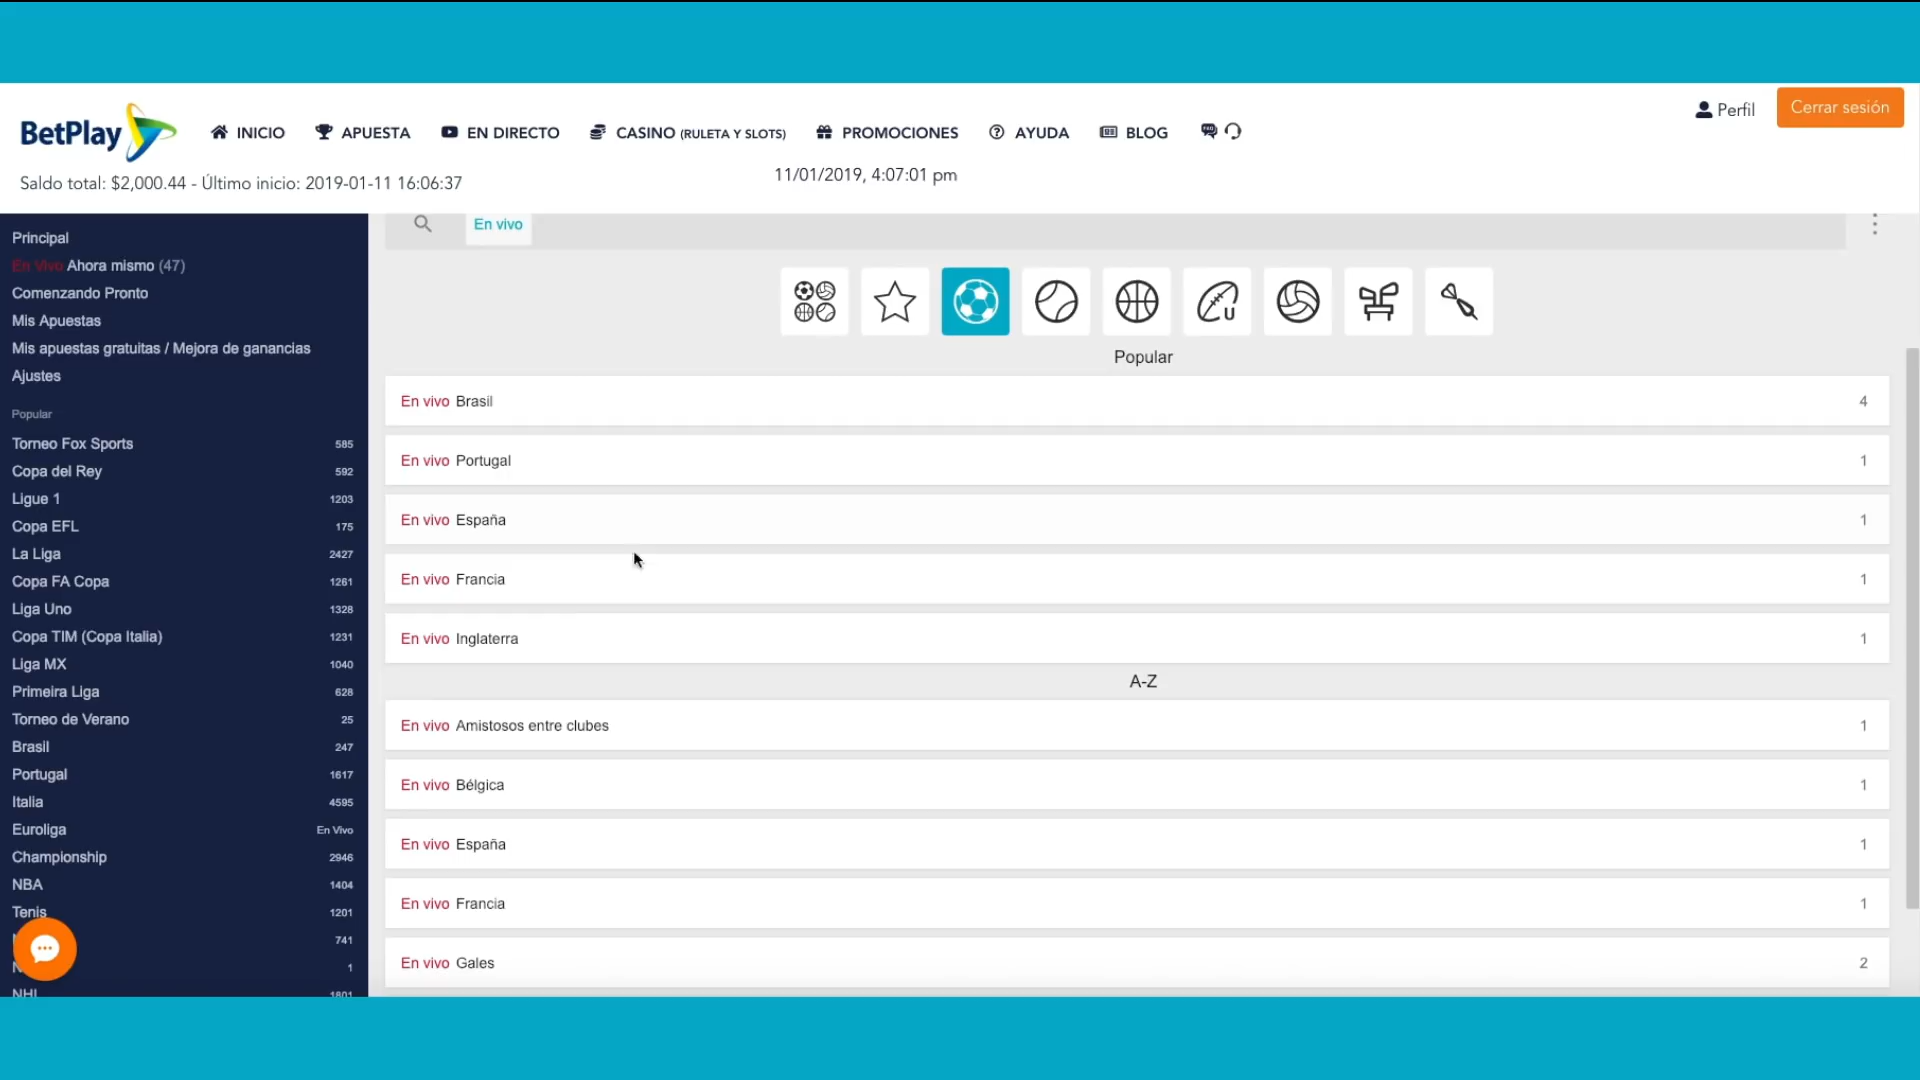 BetPlay
INICIO
APUESTA
EN DIRECTO
CASINO (RULETA Y SLOTS)
PROMOCIONES
AYUDA
BLOG
FAQ
Perfil
Cerrar sesión
Saldo total: $2,000.44 - Último inicio: 2019-01-11 16:06:37
11/01/2019, 4:07:01 pm
Principal
En Vivo Ahora mismo (47)
Comenzando Pronto
Mis Apuestas
Mis apuestas gratuitas / Mejora de ganancias
Ajustes
Popular
Torneo Fox Sports 585
Copa del Rey 592
Ligue 1 1203
Copa EFL 175
La Liga 2427
Copa FA Copa 1261
Liga Uno 1328
Copa TIM (Copa Italia) 1231
Liga MX 1040
Primeira Liga 628
Torneo de Verano 25
Brasil 247
Portugal 1617
Italia 4595
Euroliga En Vivo
Championship 2946
NBA 1404
Tenis 1201
741
1
NHL 1801
En vivo
U
Popular
En vivo Brasil 4
En vivo Portugal 1
En vivo España 1
En vivo Francia 1
En vivo Inglaterra 1
A-Z
En vivo Amistosos entre clubes 1
En vivo Bélgica 1
En vivo España 1
En vivo Francia 1
En vivo Gales 2